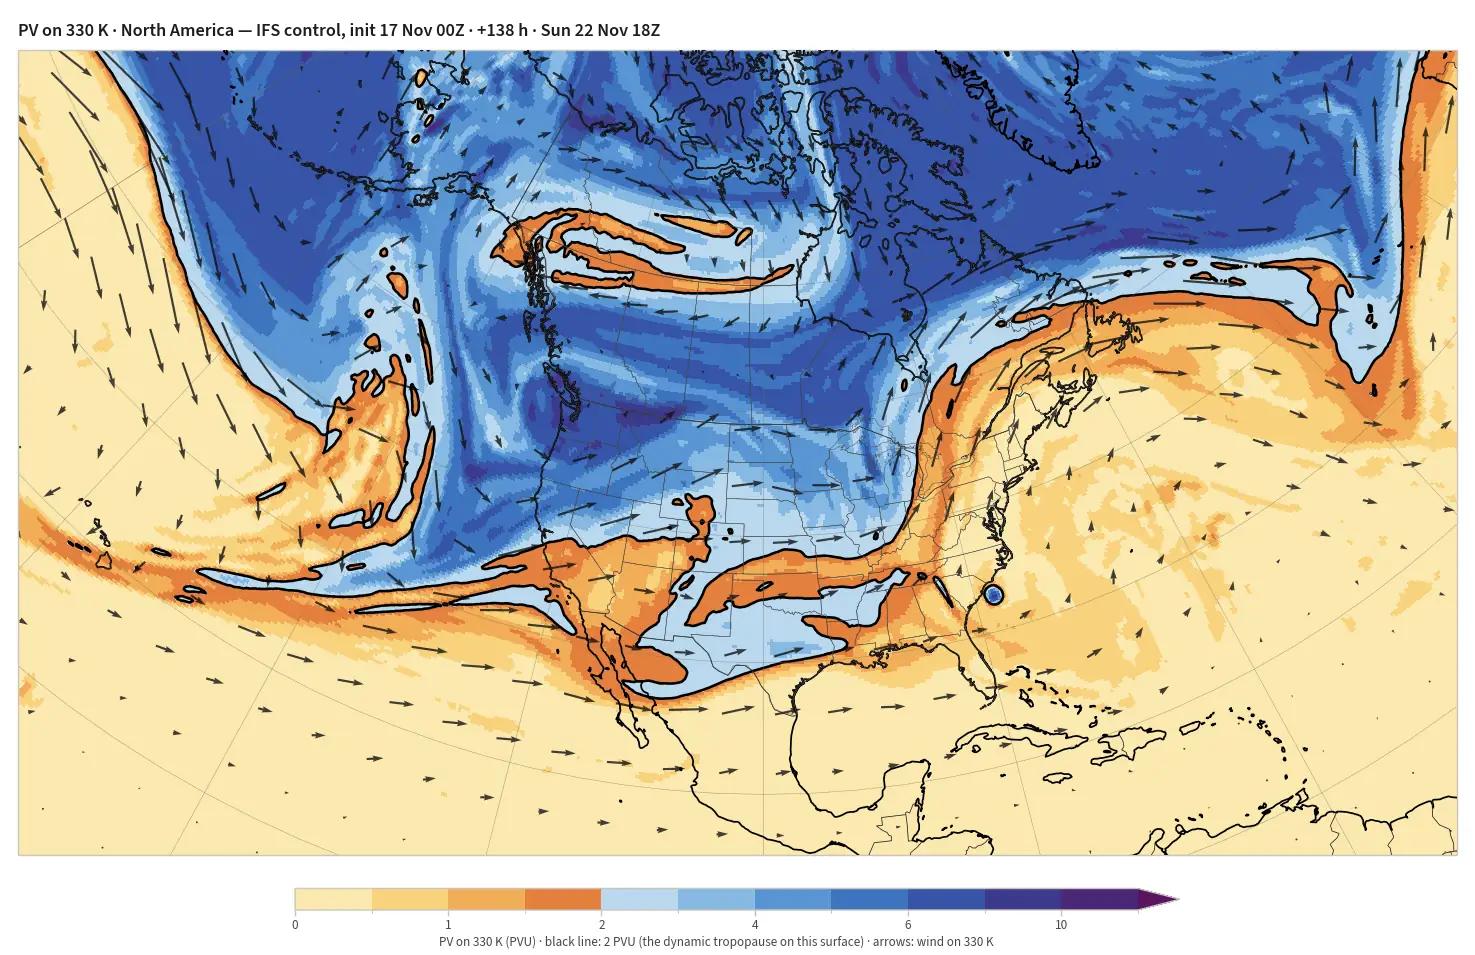 PV on 330 K · North America — IFS control, init 17 Nov 00Z · +138 h · Sun 22 Nov 18Z
0 1 2 4 6 10
PV on 330 K (PVU) · black line: 2 PVU (the dynamic tropopause on this surface) · arrows: wind on 330 K